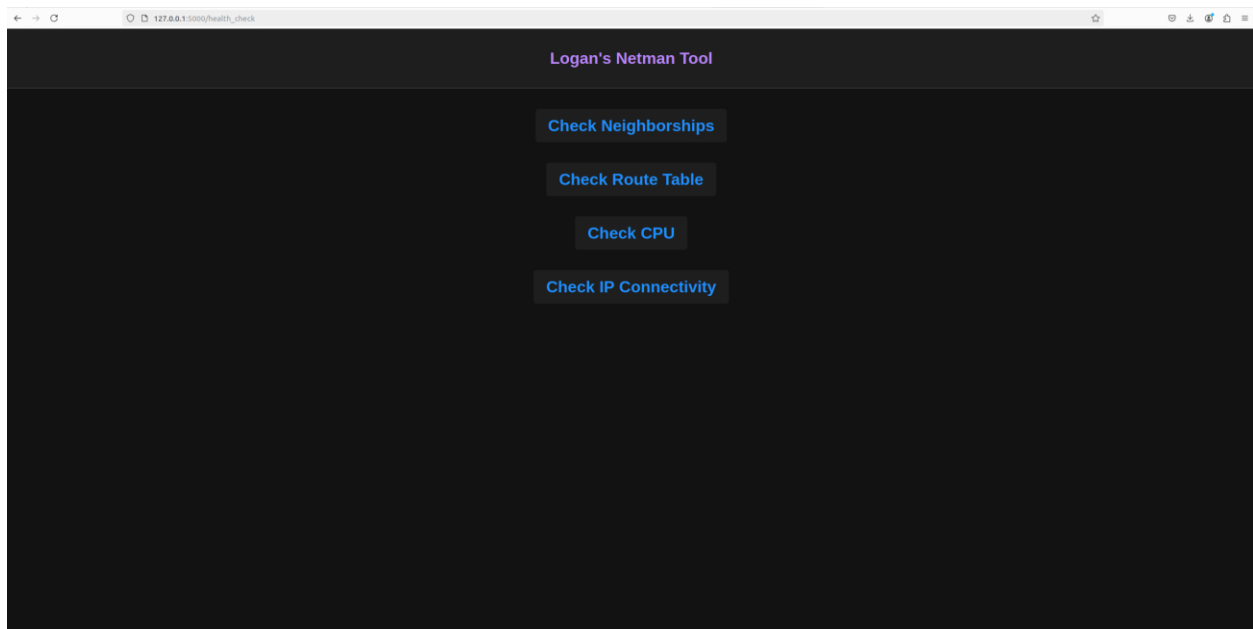 127.0.0.1:5000/health_check
Logan's Netman Tool
Check Neighborships
Check Route Table
Check CPU
Check IP Connectivity